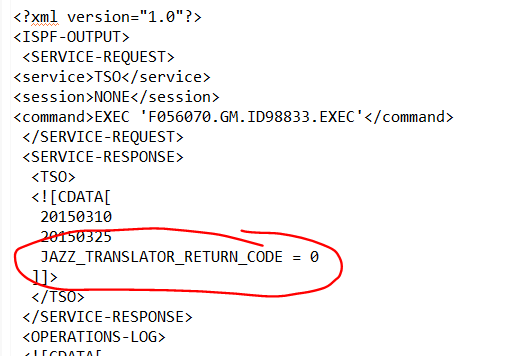 <?xml version="1.0"?>
<ISPF-OUTPUT>
<SERVICE-REQUEST>
<service>TSO</service>
<session>NONE</session>
<command>EXEC 'F056070.GM.ID98833.EXEC'</command>
</SERVICE-REQUEST>
<SERVICE-RESPONSE>
<TSO>
<![CDATA[
20150310
20150325
JAZZ_TRANSLATOR_RETURN_CODE = 0
]]>
</TSO>
</SERVICE-RESPONSE>
<OPERATIONS-LOG>
<![CDATA[